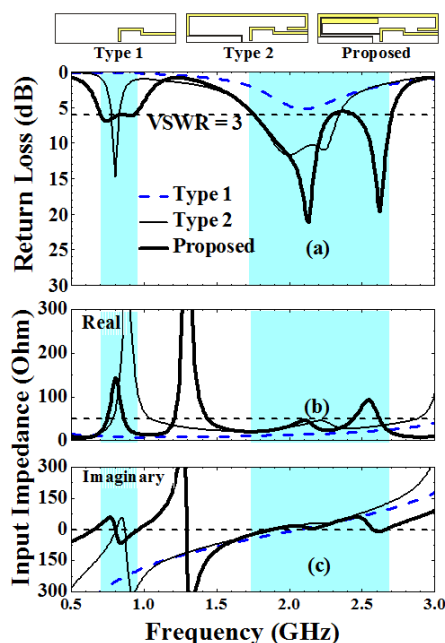 Type 1 Type 2 Proposed
0
5
10
15
20
25
30
Return Loss (dB)
VSWR = 3
Type 1
Type 2
Proposed
(a)
300
100
50
0
Real
(b)
Input Impedance (Ohm)
300
150
0
150
300
Imaginary
(c)
0.5 1.0 1.5 2.0 2.5 3.0
Frequency (GHz)